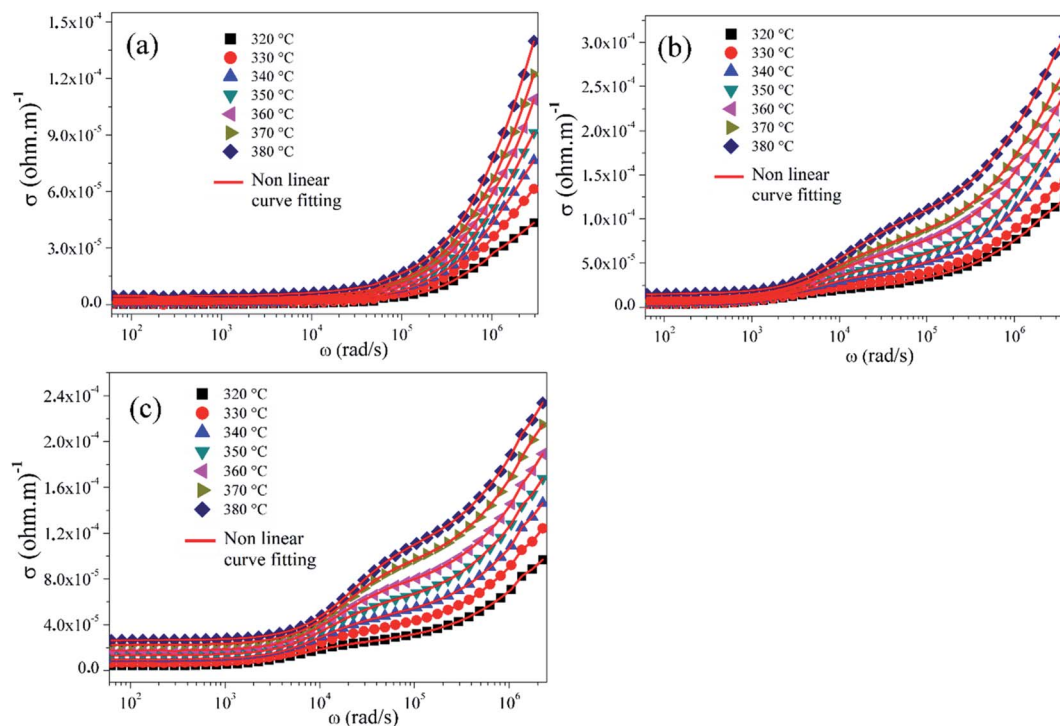 (a)
σ (ohm.m)⁻¹
1.5x10⁻⁴
1.2x10⁻⁴
9.0x10⁻⁵
6.0x10⁻⁵
3.0x10⁻⁵
0.0
320 °C
330 °C
340 °C
350 °C
360 °C
370 °C
380 °C
Non linear
curve fitting
10² 10³ 10⁴ 10⁵ 10⁶
ω (rad/s)
(b)
σ (ohm.m)⁻¹
3.0x10⁻⁴
2.5x10⁻⁴
2.0x10⁻⁴
1.5x10⁻⁴
1.0x10⁻⁴
5.0x10⁻⁵
0.0
320 °C
330 °C
340 °C
350 °C
360 °C
370 °C
380 °C
Non linear
curve fitting
10² 10³ 10⁴ 10⁵ 10⁶
ω (rad/s)
(c)
σ (ohm.m)⁻¹
2.4x10⁻⁴
2.0x10⁻⁴
1.6x10⁻⁴
1.2x10⁻⁴
8.0x10⁻⁵
4.0x10⁻⁵
0.0
320 °C
330 °C
340 °C
350 °C
360 °C
370 °C
380 °C
Non linear
curve fitting
10² 10³ 10⁴ 10⁵ 10⁶
ω (rad/s)